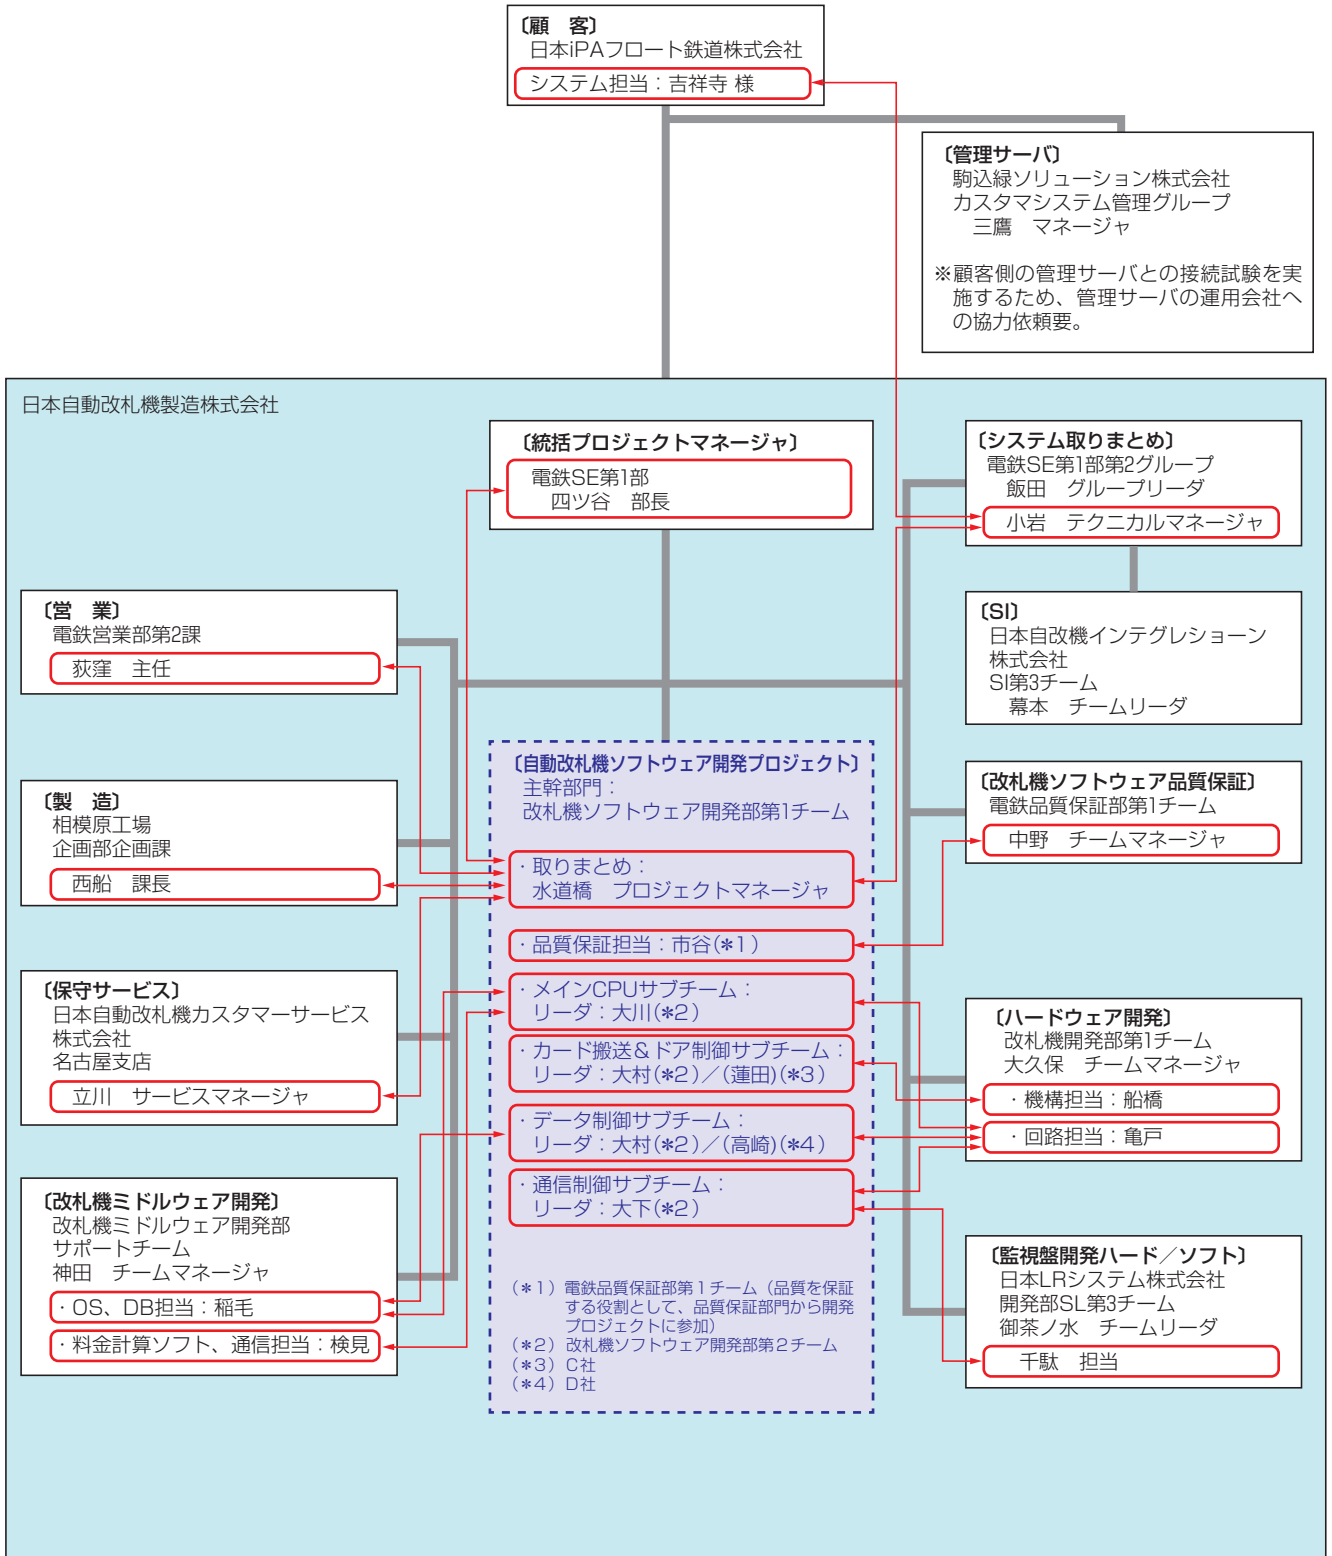 〔顧　客〕
日本iPAフロート鉄道株式会社
システム担当：吉祥寺 様
〔管理サーバ〕
駒込緑ソリューション株式会社
カスタマシステム管理グループ
三鷹　マネージャ
※顧客側の管理サーバとの接続試験を実
施するため、管理サーバの運用会社へ
の協力依頼要。
日本自動改札機製造株式会社
〔統括プロジェクトマネージャ〕
電鉄SE第1部
四ツ谷　部長
〔システム取りまとめ〕
電鉄SE第1部第2グループ
飯田　グループリーダ
小岩　テクニカルマネージャ
〔営　業〕
電鉄営業部第2課
荻窪　主任
〔SI〕
日本自改機インテグレショーン
株式会社
SI第3チーム
幕本　チームリーダ
〔製　造〕
相模原工場
企画部企画課
西船　課長
〔自動改札機ソフトウェア開発プロジェクト〕
主幹部門：
改札機ソフトウェア開発部第1チーム
・取りまとめ：
水道橋　プロジェクトマネージャ
・品質保証担当：市谷(*1)
・メインCPUサブチーム：
リーダ：大川(*2)
・カード搬送＆ドア制御サブチーム：
リーダ：大村(*2)／(蓮田)(*3)
・データ制御サブチーム：
リーダ：大村(*2)／(高崎)(*4)
・通信制御サブチーム：
リーダ：大下(*2)
(*1) 電鉄品質保証部第1チーム（品質を保証
する役割として、品質保証部門から開発
プロジェクトに参加）
(*2) 改札機ソフトウェア開発部第2チーム
(*3) C社
(*4) D社
〔改札機ソフトウェア品質保証〕
電鉄品質保証部第1チーム
中野　チームマネージャ
〔保守サービス〕
日本自動改札機カスタマーサービス
株式会社
名古屋支店
立川　サービスマネージャ
〔ハードウェア開発〕
改札機開発部第1チーム
大久保　チームマネージャ
・機構担当：船橋
・回路担当：亀戸
〔改札機ミドルウェア開発〕
改札機ミドルウェア開発部
サポートチーム
神田　チームマネージャ
・OS、DB担当：稲毛
・料金計算ソフト、通信担当：検見
〔監視盤開発ハード／ソフト〕
日本LRシステム株式会社
開発部SL第3チーム
御茶ノ水　チームリーダ
千駄　担当